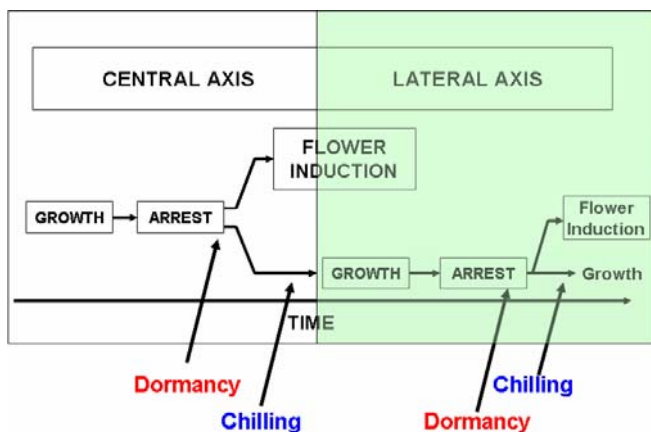 CENTRAL AXIS
LATERAL AXIS
FLOWER
INDUCTION
GROWTH
ARREST
Flower
Induction
GROWTH
ARREST
Growth
TIME
Dormancy
Chilling
Dormancy
Chilling